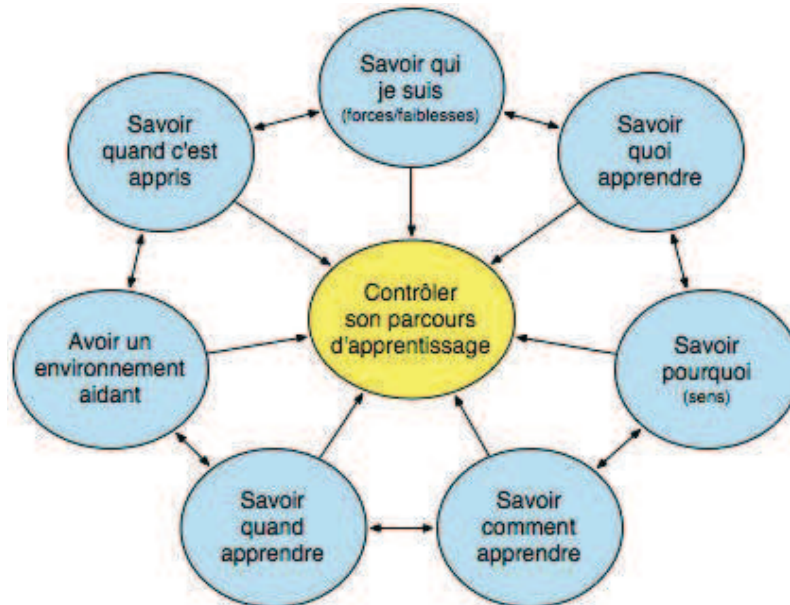 Savoir qui
je suis
(forces/faiblesses)
Savoir
quoi
apprendre
Savoir
pourquoi
(sens)
Savoir
comment
apprendre
Savoir
quand
apprendre
Avoir un
environnement
aidant
Savoir
quand c'est
appris
Contrôler
son parcours
d'apprentissage